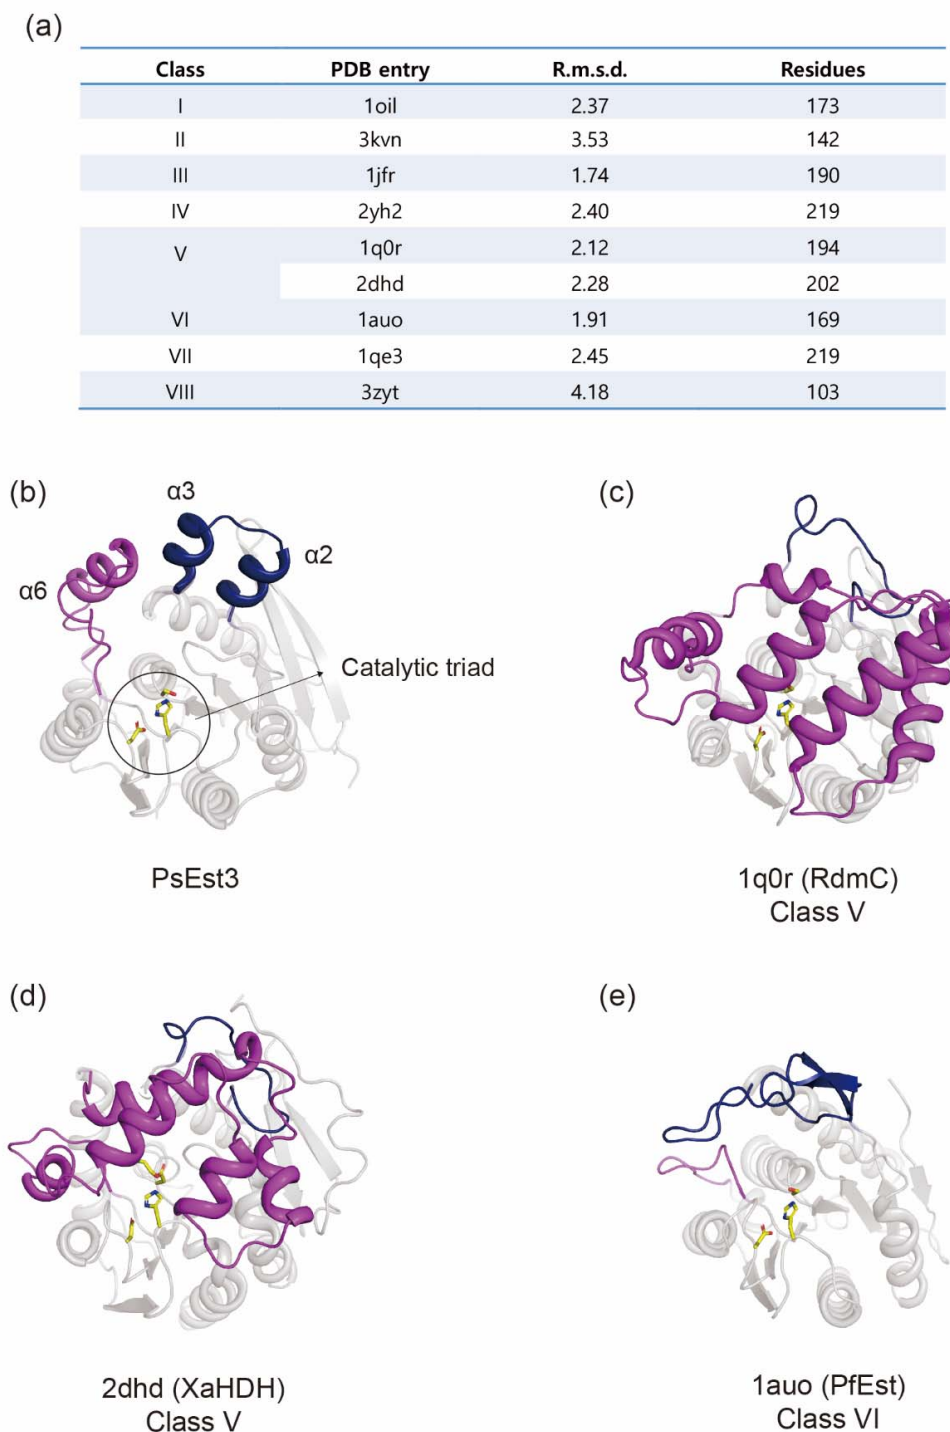 (a)
Class PDB entry R.m.s.d. Residues
I 1oil 2.37 173
II 3kvn 3.53 142
III 1jfr 1.74 190
IV 2yh2 2.40 219
V 1q0r 2.12 194
2dhd 2.28 202
VI 1auo 1.91 169
VII 1qe3 2.45 219
VIII 3zyt 4.18 103
(b)
α3
α2
α6
Catalytic triad
PsEst3
(c)
1q0r (RdmC)
Class V
(d)
2dhd (XaHDH)
Class V
(e)
1auo (PfEst)
Class VI